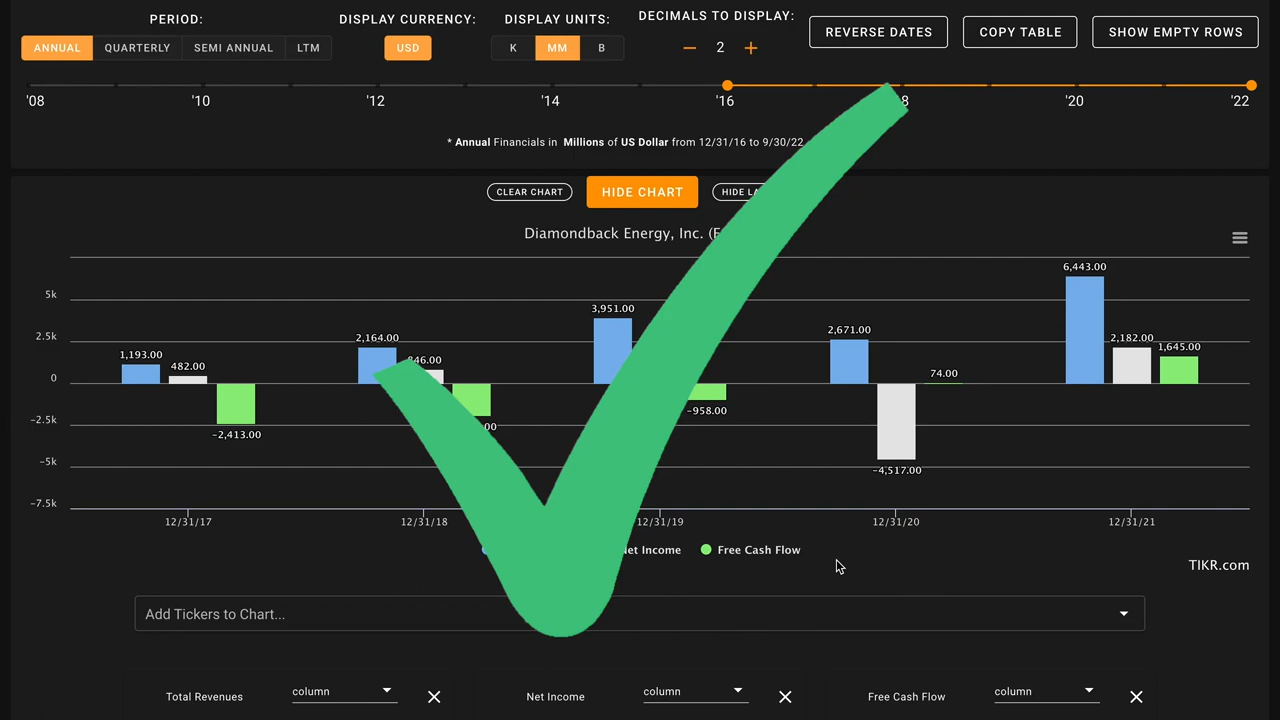 PERIOD: DISPLAY CURRENCY: DISPLAY UNITS: DECIMALS TO DISPLAY:
ANNUAL QUARTERLY SEMI ANNUAL LTM USD K MM B − 2 + REVERSE DATES COPY TABLE SHOW EMPTY ROWS
'08 '10 '12 '14 '16 '20 '22
* Annual Financials in Millions of US Dollar from 12/31/16 to 9/30/22
CLEAR CHART HIDE CHART HIDE
Diamondback Energy, Inc.
5k
2.5k
0
−2.5k
−5k
−7.5k
1,193.00 482.00 −2,413.00
2,164.00 846.00
3,951.00 −958.00
2,671.00 −4,517.00 74.00
6,443.00 2,182.00 1,645.00
12/31/17 12/31/18 12/31/19 12/31/20 12/31/21
Net Income Free Cash Flow
TIKR.com
Add Tickers to Chart...
Total Revenues column Net Income column Free Cash Flow column